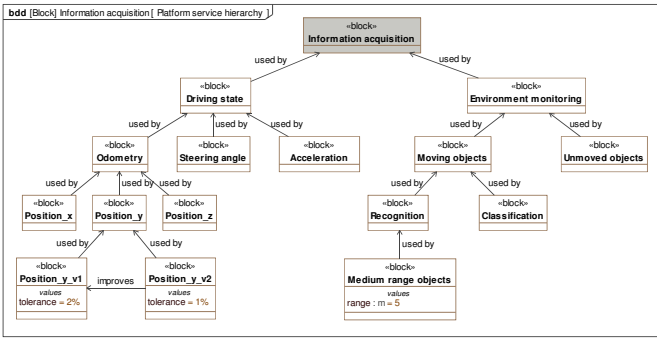 bdd [Block] Information acquisition [ Platform service hierarchy ]
«block»
Information acquisition
used by
used by
«block»
Driving state
«block»
Environment monitoring
used by
used by
used by
used by
used by
«block»
Odometry
«block»
Steering angle
«block»
Acceleration
«block»
Moving objects
«block»
Unmoved objects
used by
used by
used by
used by
used by
«block»
Position_x
«block»
Position_y
«block»
Position_z
«block»
Recognition
«block»
Classification
used by
used by
used by
«block»
Position_y_v1
values
tolerance = 2%
improves
«block»
Position_y_v2
values
tolerance = 1%
«block»
Medium range objects
values
range : m = 5